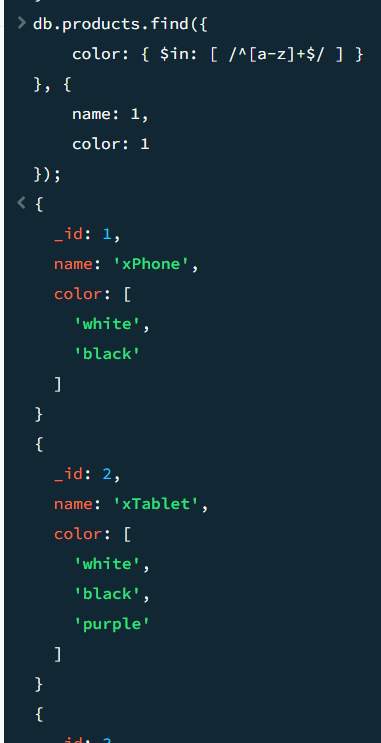 > db.products.find({
color: { $in: [ /^[a-z]+$/ ] }
}, {
name: 1,
color: 1
});
< {
_id: 1,
name: 'xPhone',
color: [
'white',
'black'
]
}
{
_id: 2,
name: 'xTablet',
color: [
'white',
'black',
'purple'
]
}
{